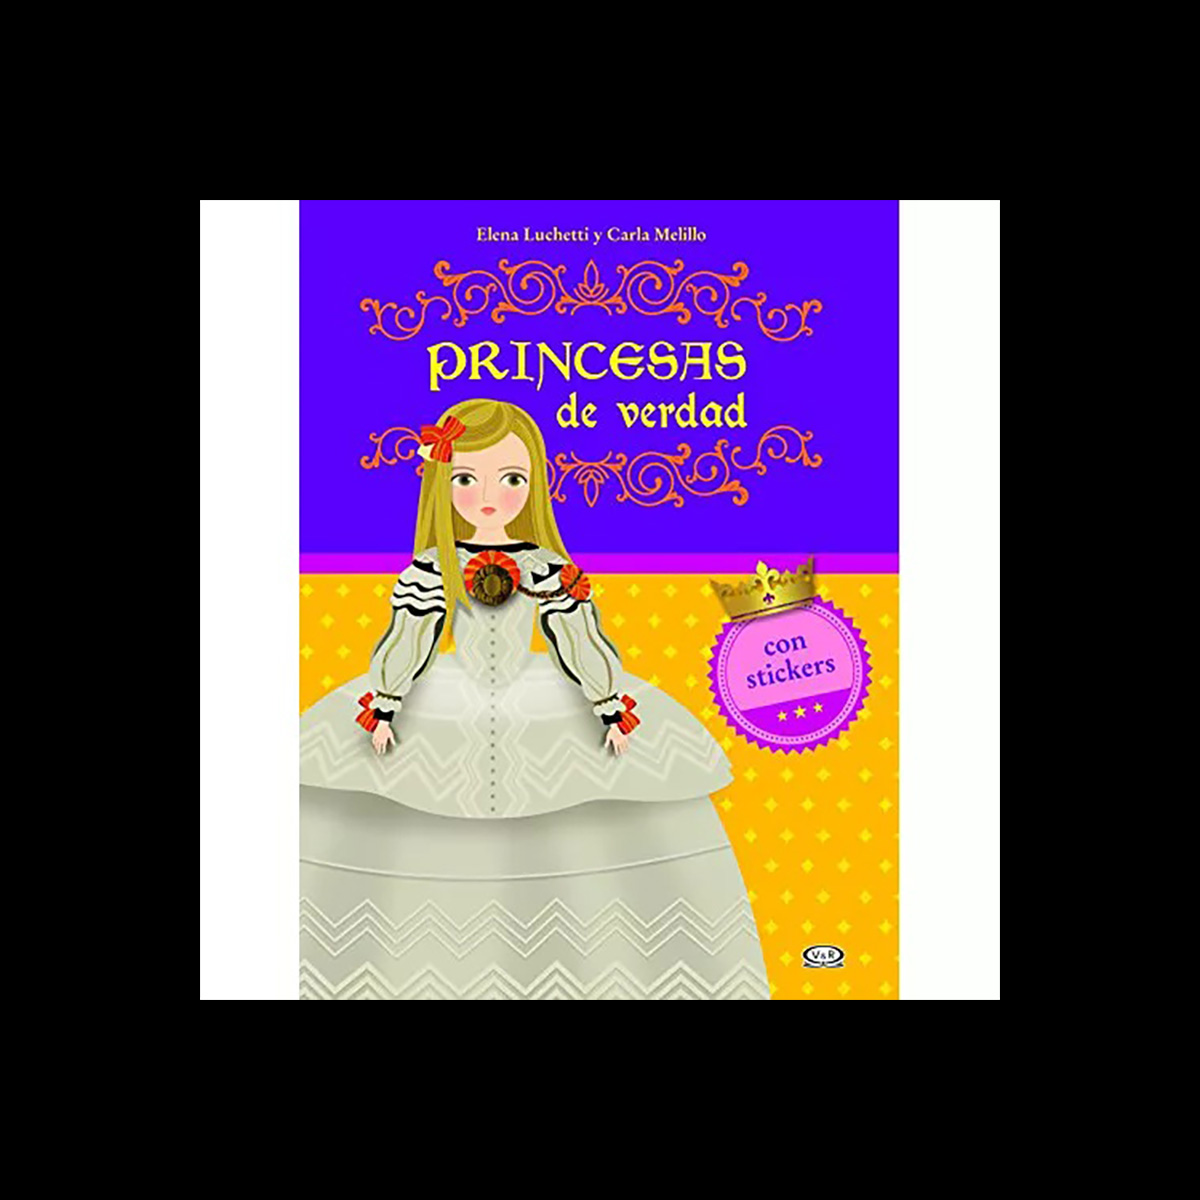 Elena Luchetti y Carla Melillo
PRINCESAS
de verdad
con
stickers
V&R